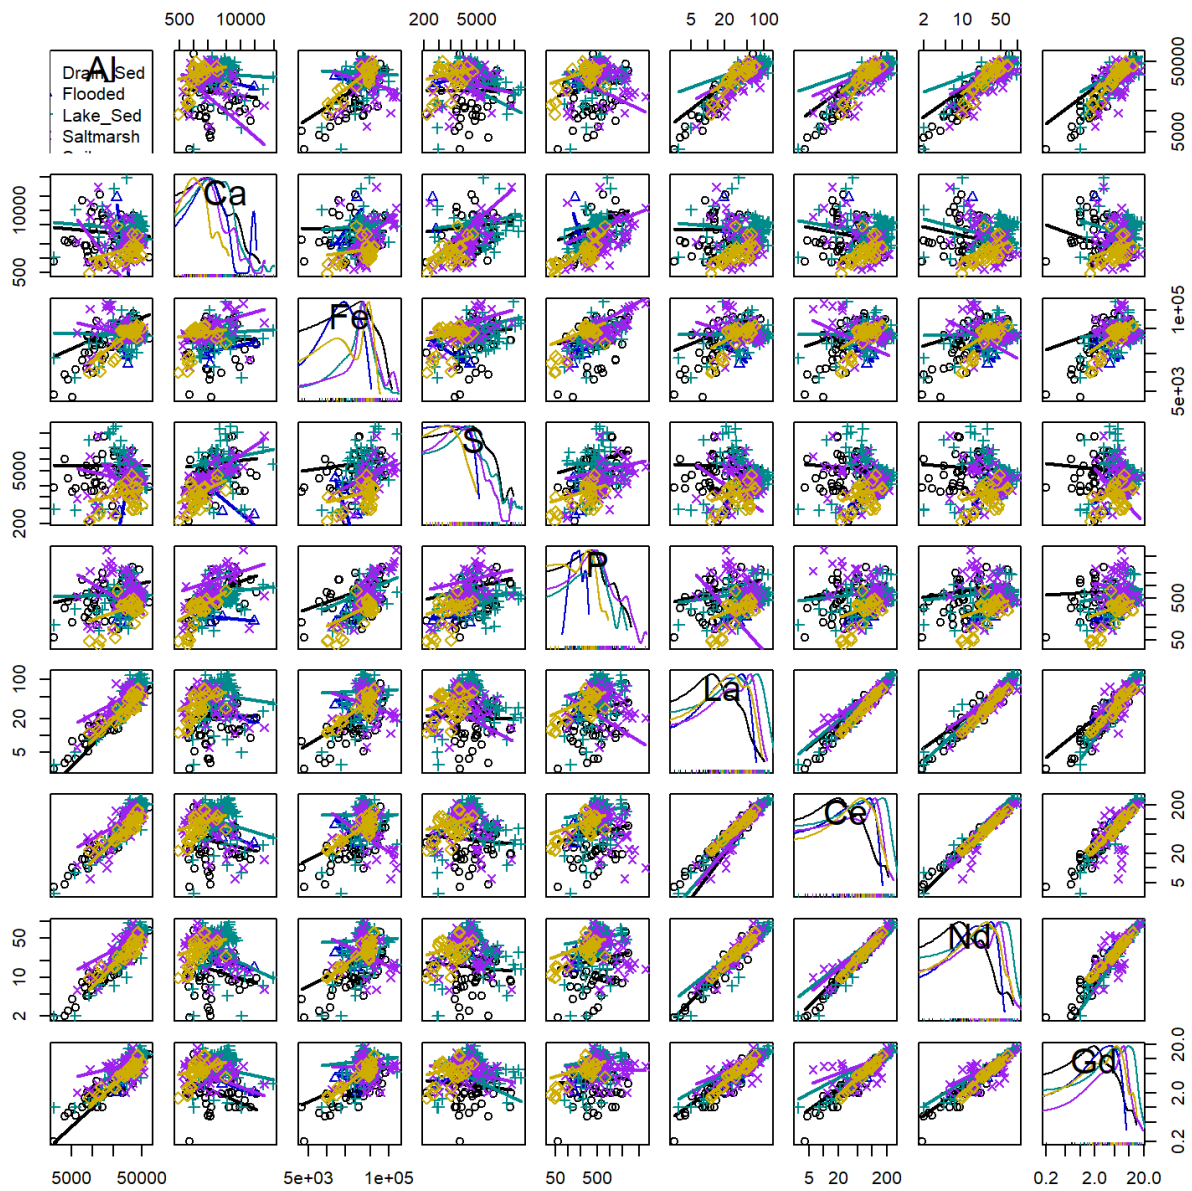 500 10000 200 5000 5 20 100 2 10 50
Al
Drain_Sed
Flooded
Lake_Sed
Saltmarsh
5000 50000
Ca
500 10000
Fe
5e+03 1e+05
S
200 5000
P
50 500
La
5 20 100
Ce
5 20 200
Nd
2 10 50
Gd
0.2 2.0 20.0
5000 50000 5e+03 1e+05 50 500 5 20 200 0.2 2.0 20.0